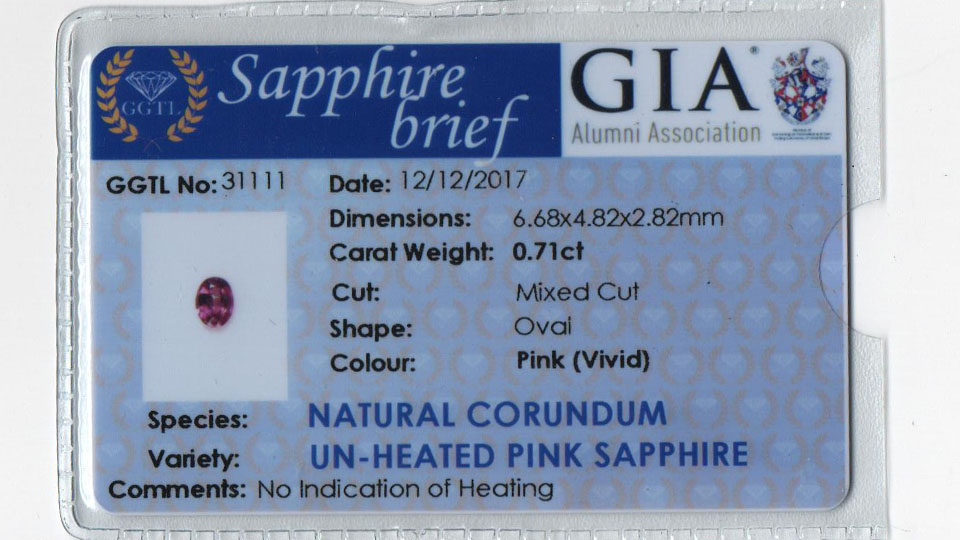 GGTL
Sapphire
brief
GIA®
Alumni Association
GGTL No: 31111
Date: 12/12/2017
Dimensions: 6.68x4.82x2.82mm
Carat Weight: 0.71ct
Cut: Mixed Cut
Shape: Oval
Colour: Pink (Vivid)
Species: NATURAL CORUNDUM
Variety: UN-HEATED PINK SAPPHIRE
Comments: No Indication of Heating